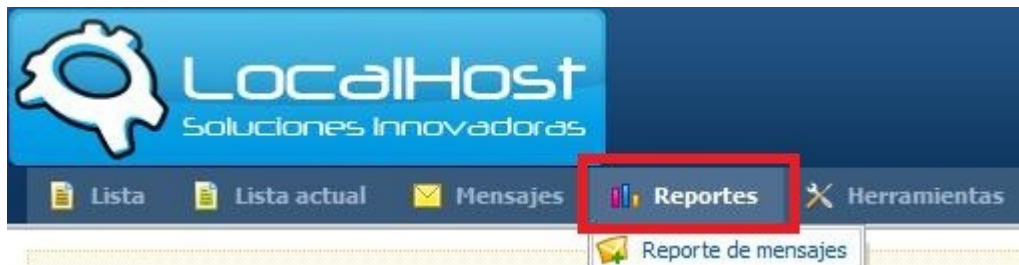 LocalHost
Soluciones Innovadoras
Lista Lista actual Mensajes Reportes Herramientas
Reporte de mensajes